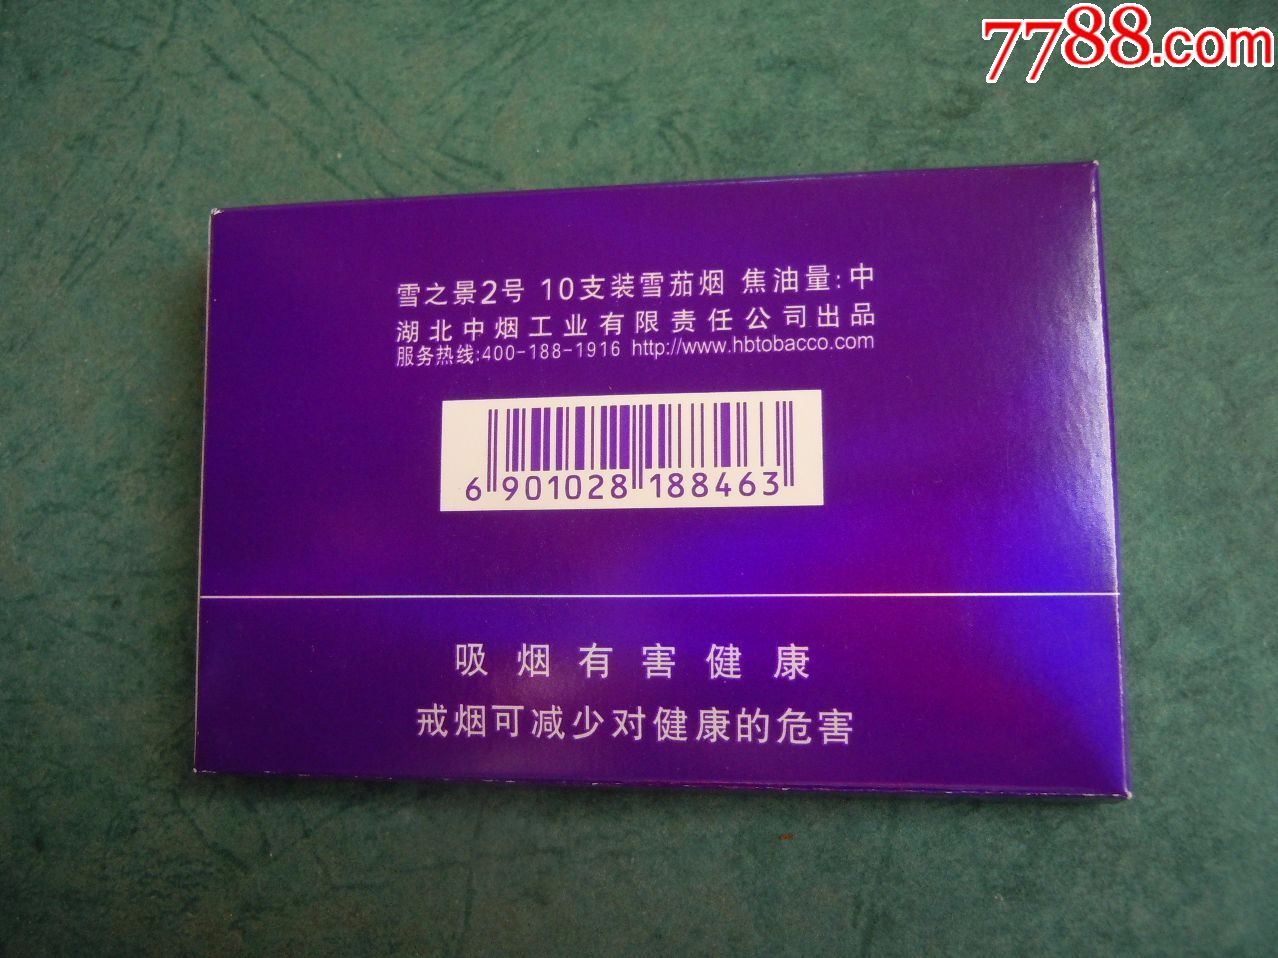 7788.com
雪之景2号 10支装雪茄烟 焦油量:中
湖北中烟工业有限责任公司出品
服务热线:400-188-1916 http://www.hbtobacco.com
6 901028 188463
吸烟有害健康
戒烟可减少对健康的危害